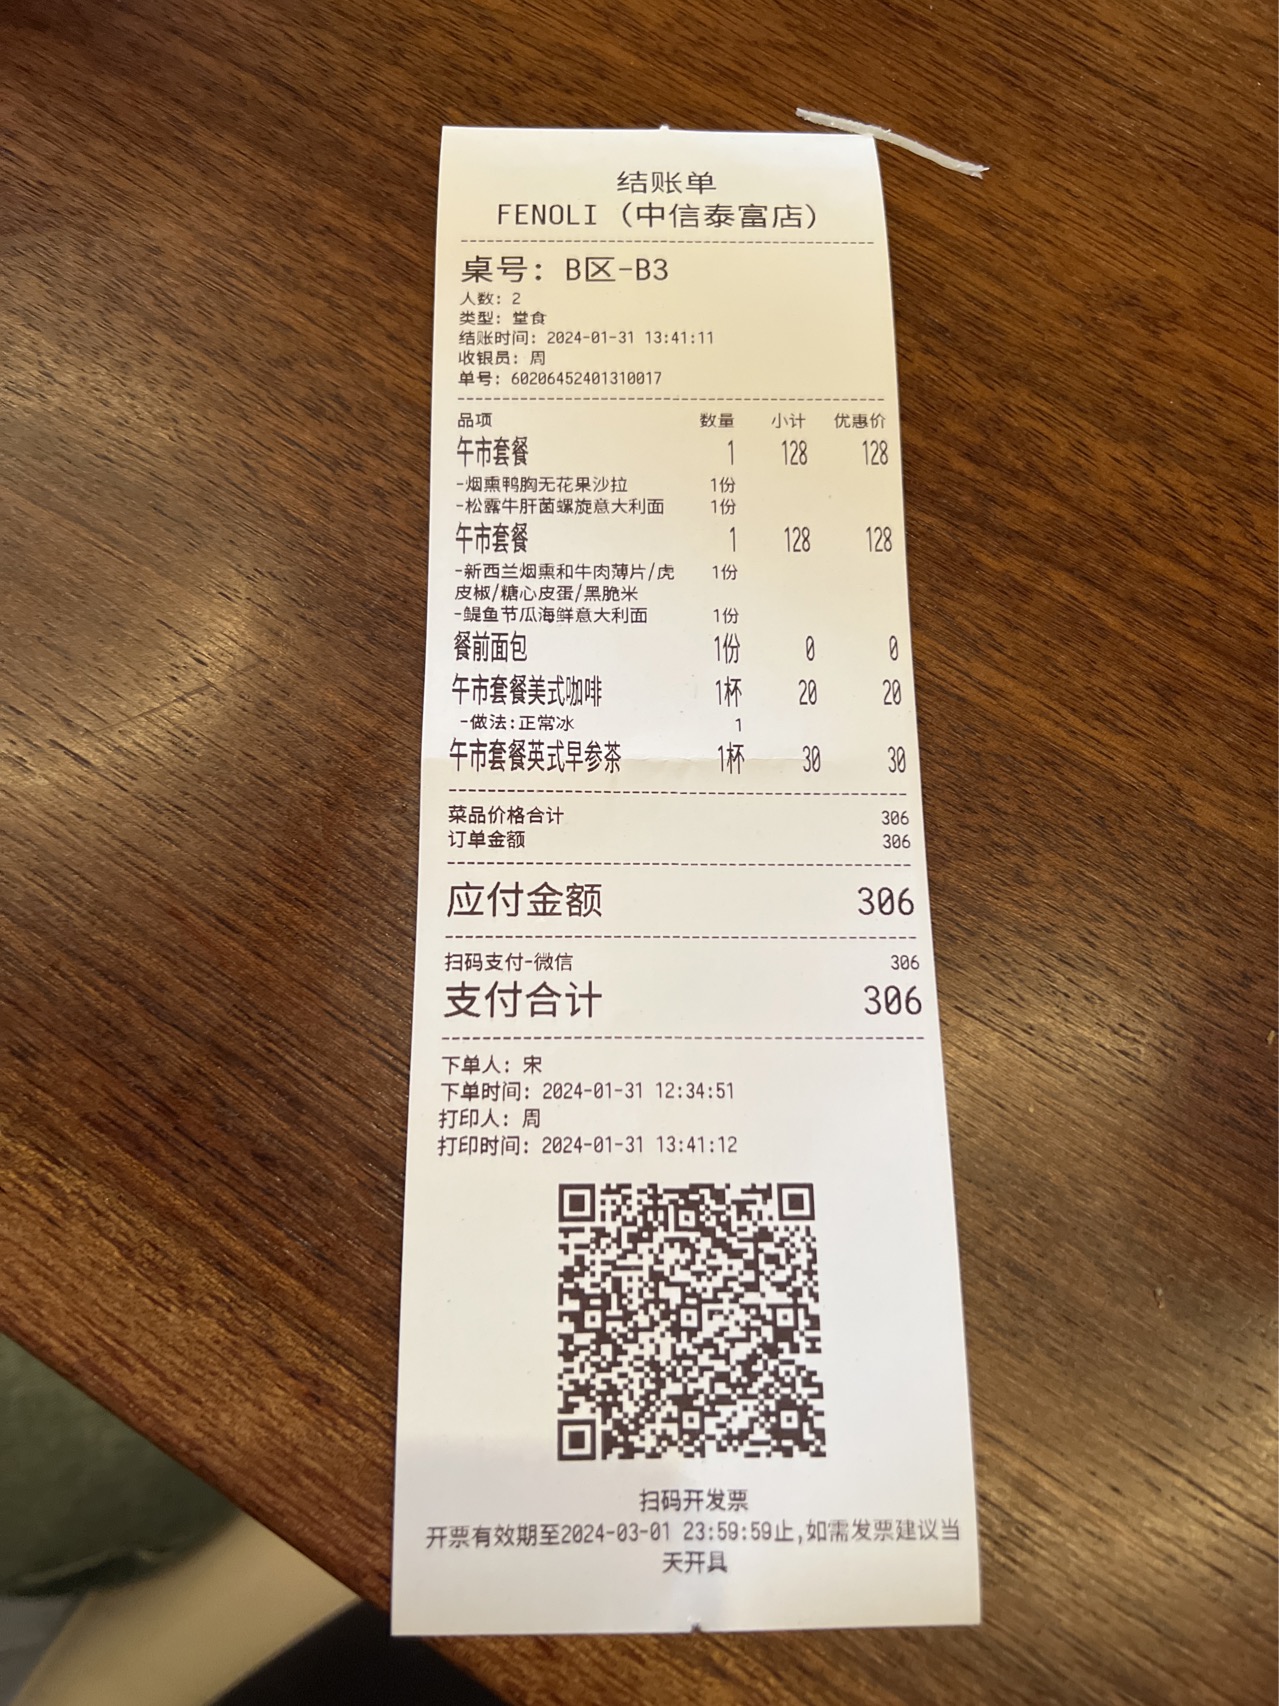 结账单
FENOLI（中信泰富店）
桌号：B区-B3
人数：2
类型：堂食
结账时间：2024-01-31 13:41:11
收银员：周
单号：60206452401310017
品项 数量 小计 优惠价
午市套餐 1 128 128
-烟熏鸭胸无花果沙拉 1份
-松露牛肝菌螺旋意大利面 1份
午市套餐 1 128 128
-新西兰烟熏和牛肉薄片/虎 1份
皮椒/糖心皮蛋/黑脆米
-鳀鱼节瓜海鲜意大利面 1份
餐前面包 1份 0 0
午市套餐美式咖啡 1杯 20 20
-做法:正常冰 1
午市套餐英式早参茶 1杯 30 30
菜品价格合计 306
订单金额 306
应付金额 306
扫码支付-微信 306
支付合计 306
下单人：宋
下单时间：2024-01-31 12:34:51
打印人：周
打印时间：2024-01-31 13:41:12
扫码开发票
开票有效期至2024-03-01 23:59:59止,如需发票建议当
天开具